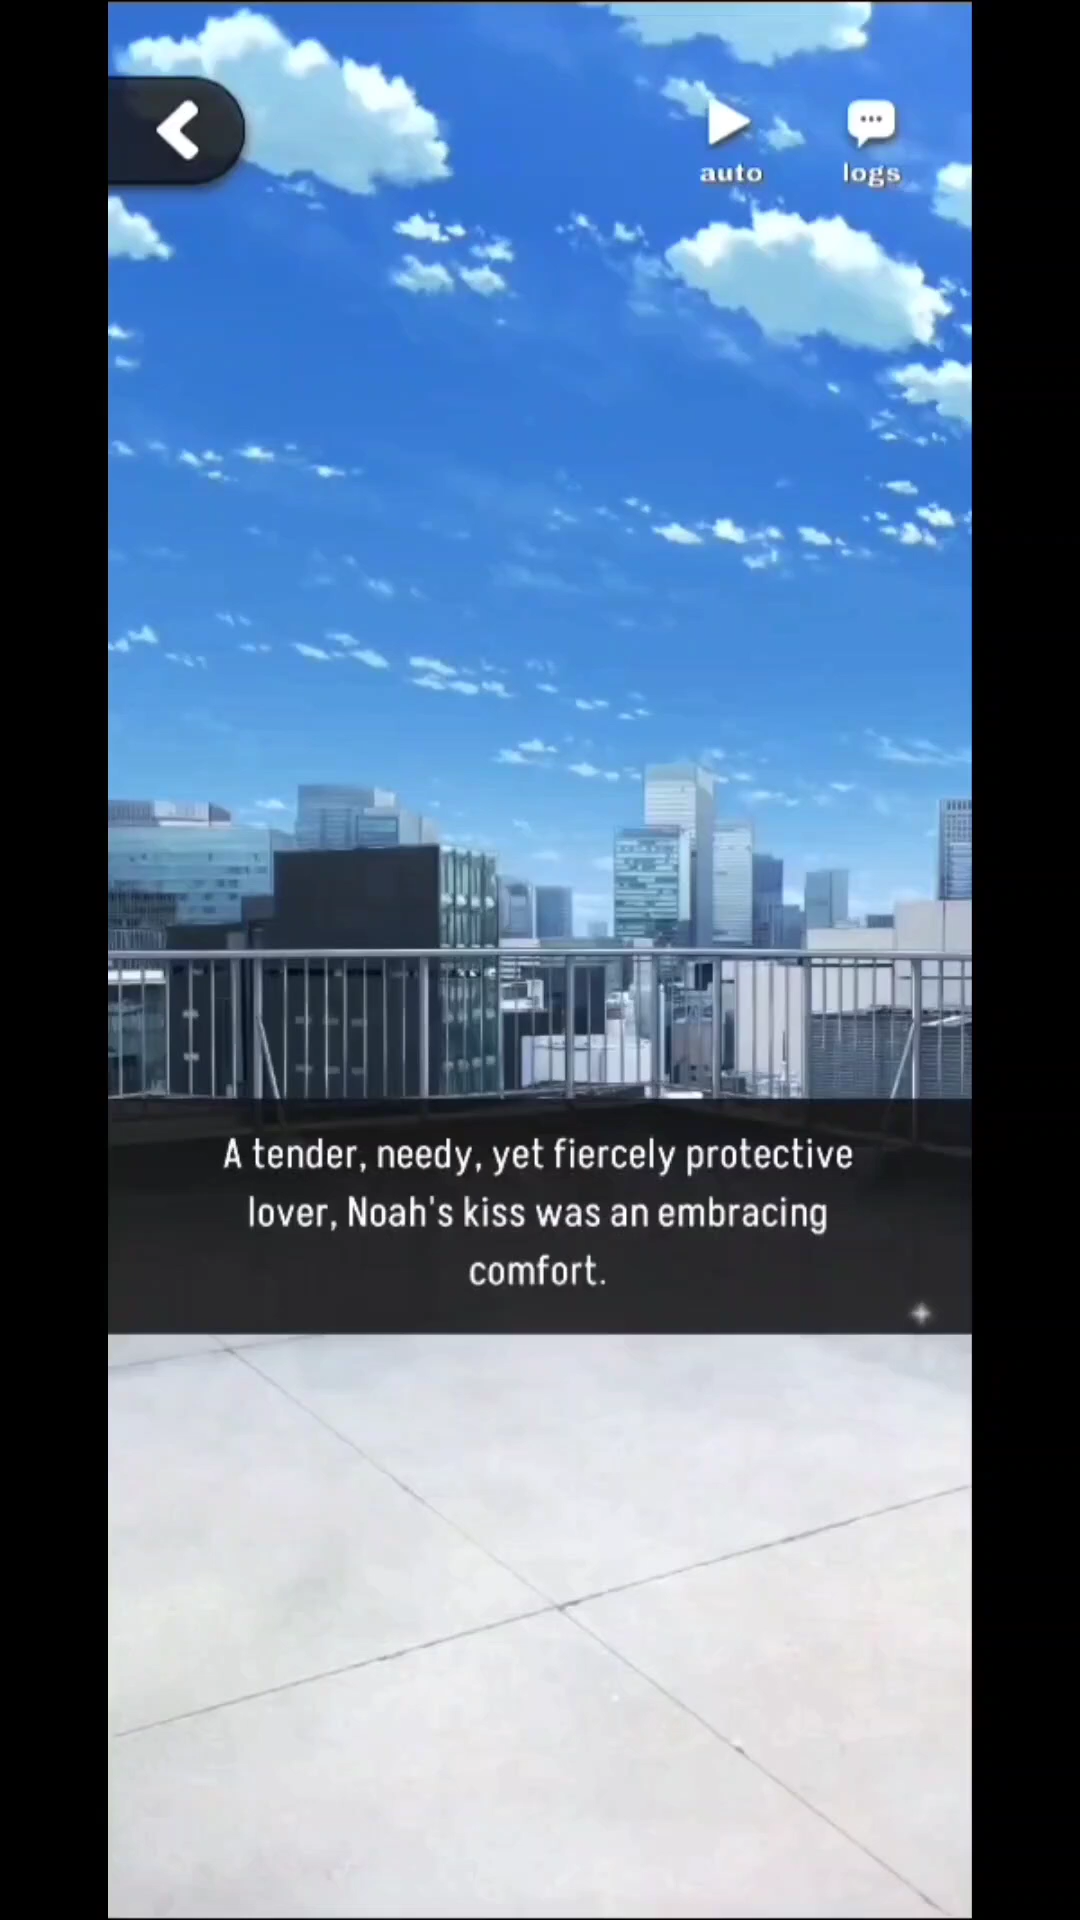 auto
logs
A tender, needy, yet fiercely protective
lover, Noah's kiss was an embracing
comfort.